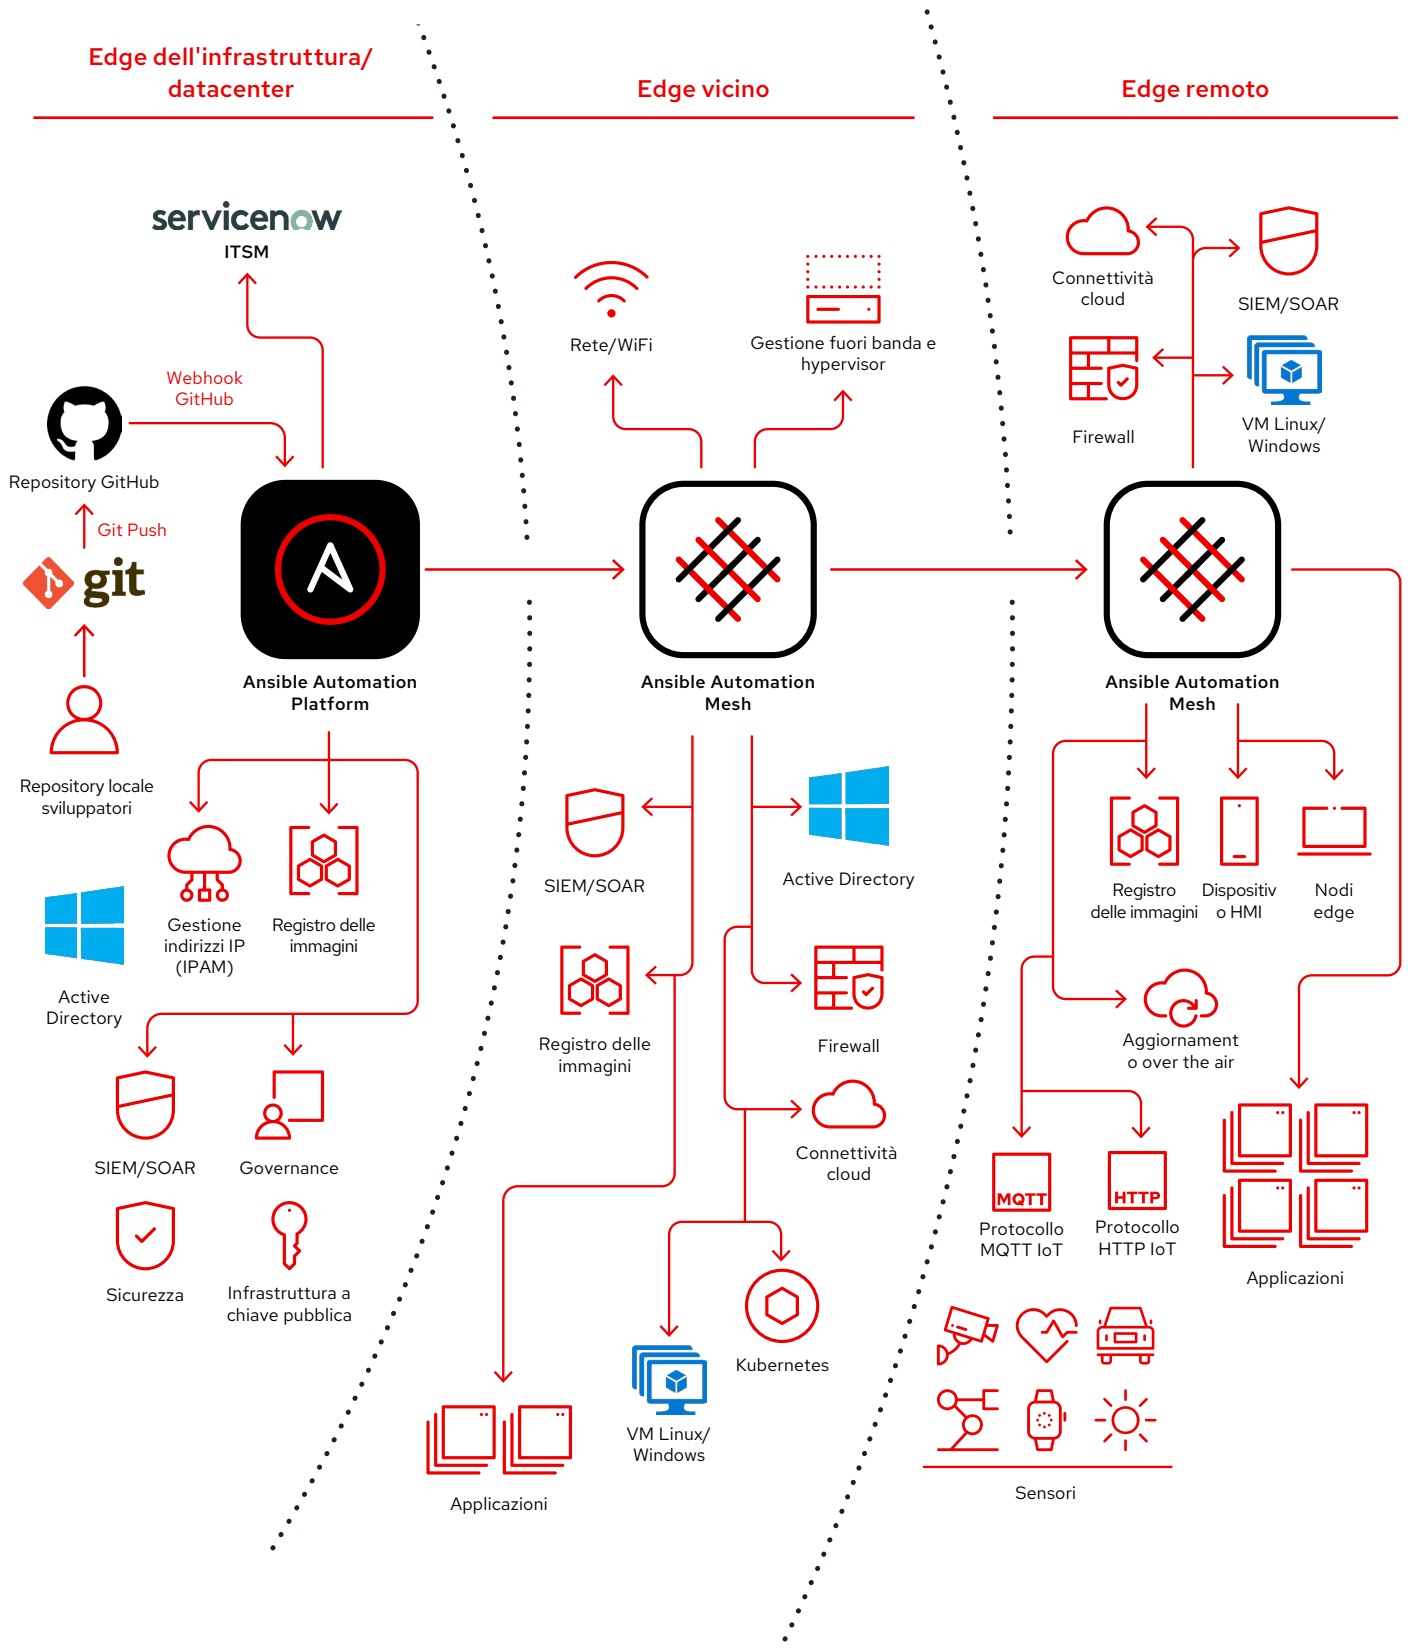 Edge dell'infrastruttura/
datacenter
servicenow
ITSM
Webhook
GitHub
Repository GitHub
Git Push
git
Repository locale
sviluppatori
Ansible Automation
Platform
Gestione
indirizzi IP
(IPAM)
Registro delle
immagini
Active
Directory
SIEM/SOAR
Governance
Sicurezza
Infrastruttura a
chiave pubblica
Edge vicino
Rete/WiFi
Gestione fuori banda e
hypervisor
Ansible Automation
Mesh
SIEM/SOAR
Active Directory
Registro delle
immagini
Firewall
Connettività
cloud
Kubernetes
VM Linux/
Windows
Applicazioni
Edge remoto
Connettività
cloud
SIEM/SOAR
Firewall
VM Linux/
Windows
Ansible Automation
Mesh
Registro
delle immagini
Dispositiv
o HMI
Nodi
edge
Aggiornament
o over the air
MQTT
Protocollo
MQTT IoT
HTTP
Protocollo
HTTP IoT
Applicazioni
Sensori